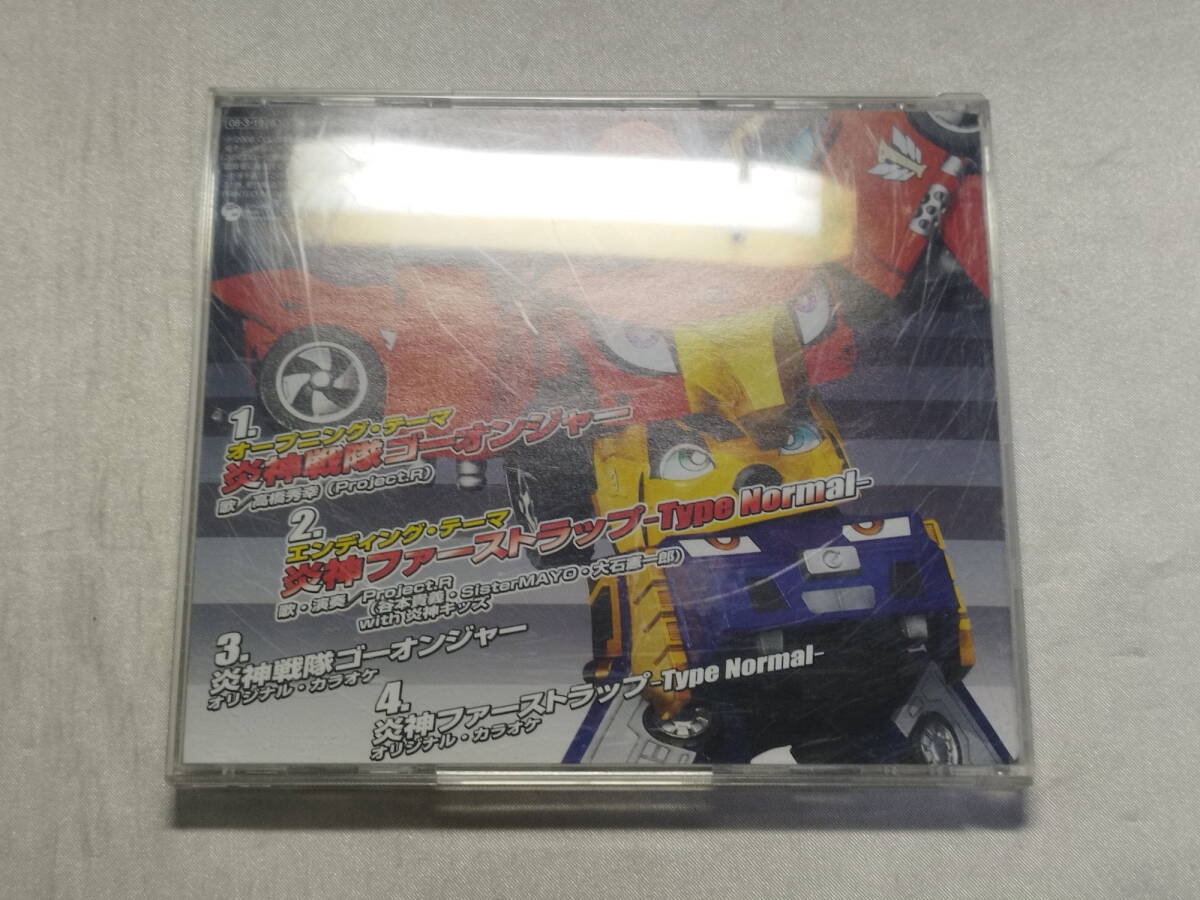 08-3-19
1.
オープニング・テーマ
炎神戦隊ゴーオンジャー
歌/高橋秀幸(Project.R)
2.
エンディング・テーマ
炎神ファーストラップ-Type Normal-
歌・演奏/Project.R
(谷本貴義・SisterMAYO・大石憲一郎)
with 炎神キッズ
3.
炎神戦隊ゴーオンジャー
オリジナル・カラオケ
4.
炎神ファーストラップ-Type Normal-
オリジナル・カラオケ